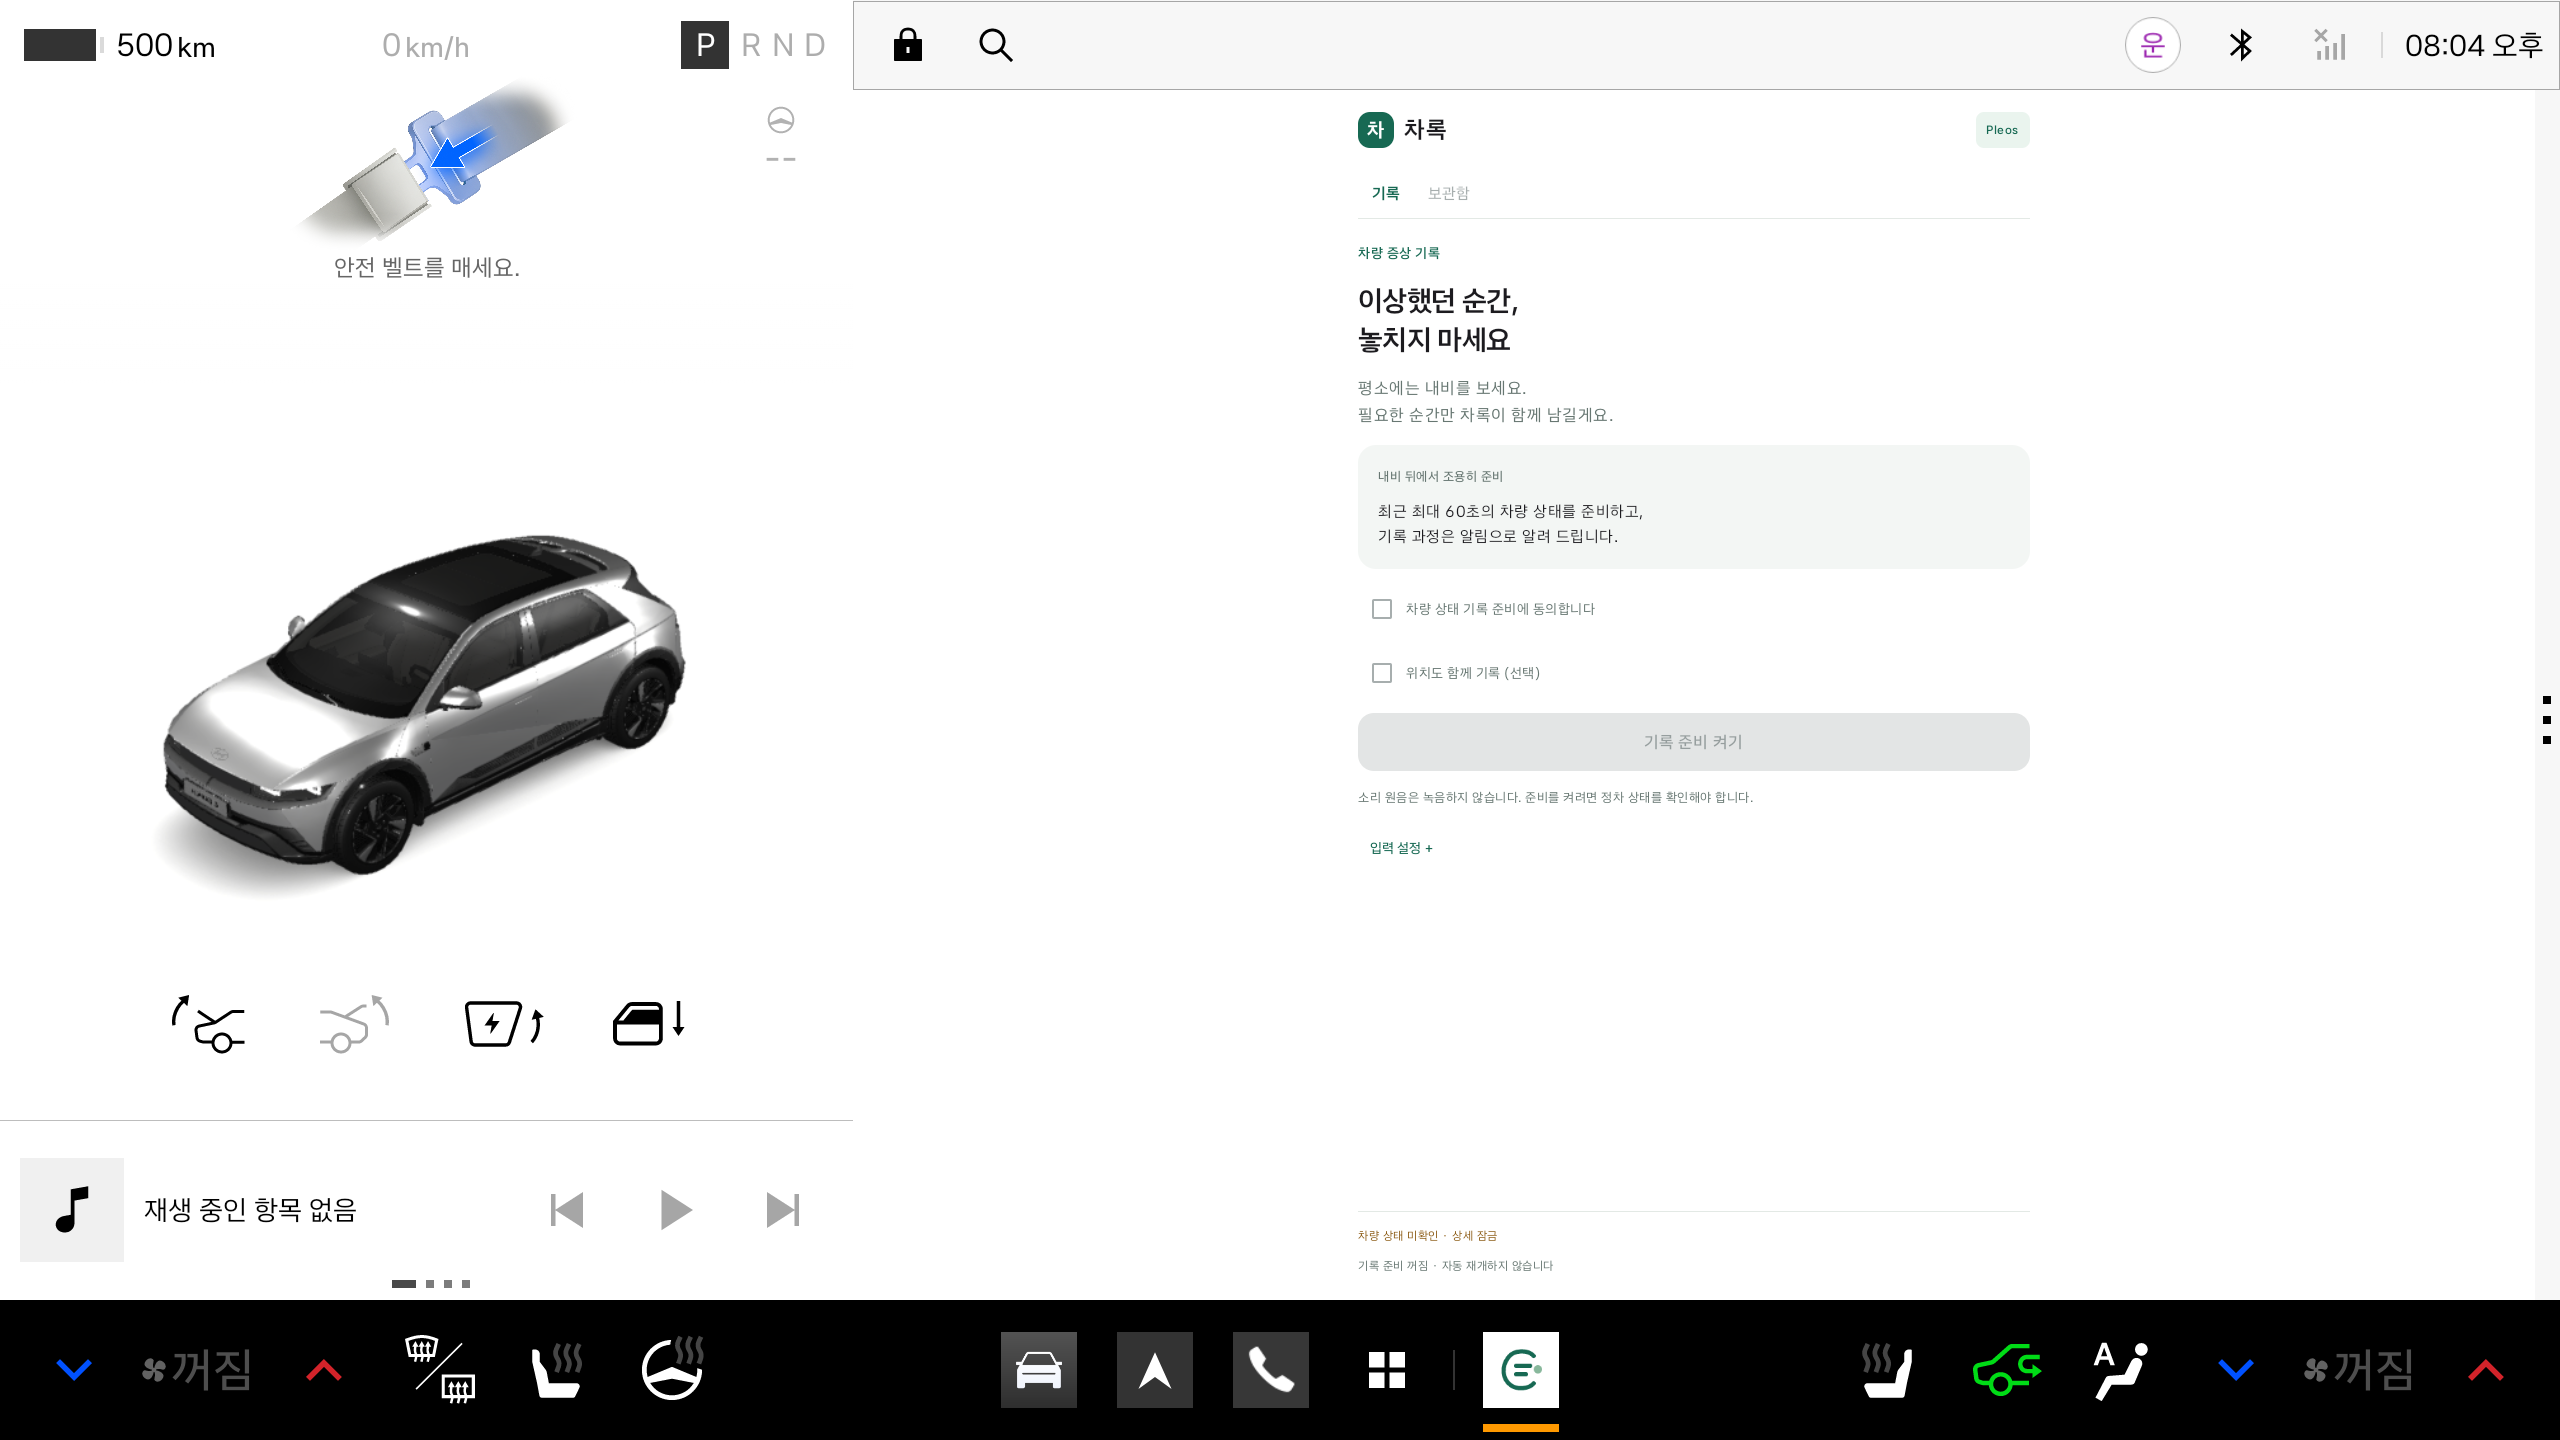 500 km
0 km/h
P R N D
운
08:04 오후
안전 벨트를 매세요.
차 차록
Pleos
기록 보관함
차량 증상 기록
이상했던 순간,
놓치지 마세요
평소에는 내비를 보세요.
필요한 순간만 차록이 함께 남길게요.
내비 뒤에서 조용히 준비
최근 최대 60초의 차량 상태를 준비하고,
기록 과정은 알림으로 알려 드립니다.
차량 상태 기록 준비에 동의합니다
위치도 함께 기록 (선택)
기록 준비 켜기
소리 원음은 녹음하지 않습니다. 준비를 켜려면 정차 상태를 확인해야 합니다.
입력 설정 +
재생 중인 항목 없음
차량 상태 미확인 · 상세 잠금
기록 준비 꺼짐 · 자동 재개하지 않습니다
꺼짐
A
꺼짐